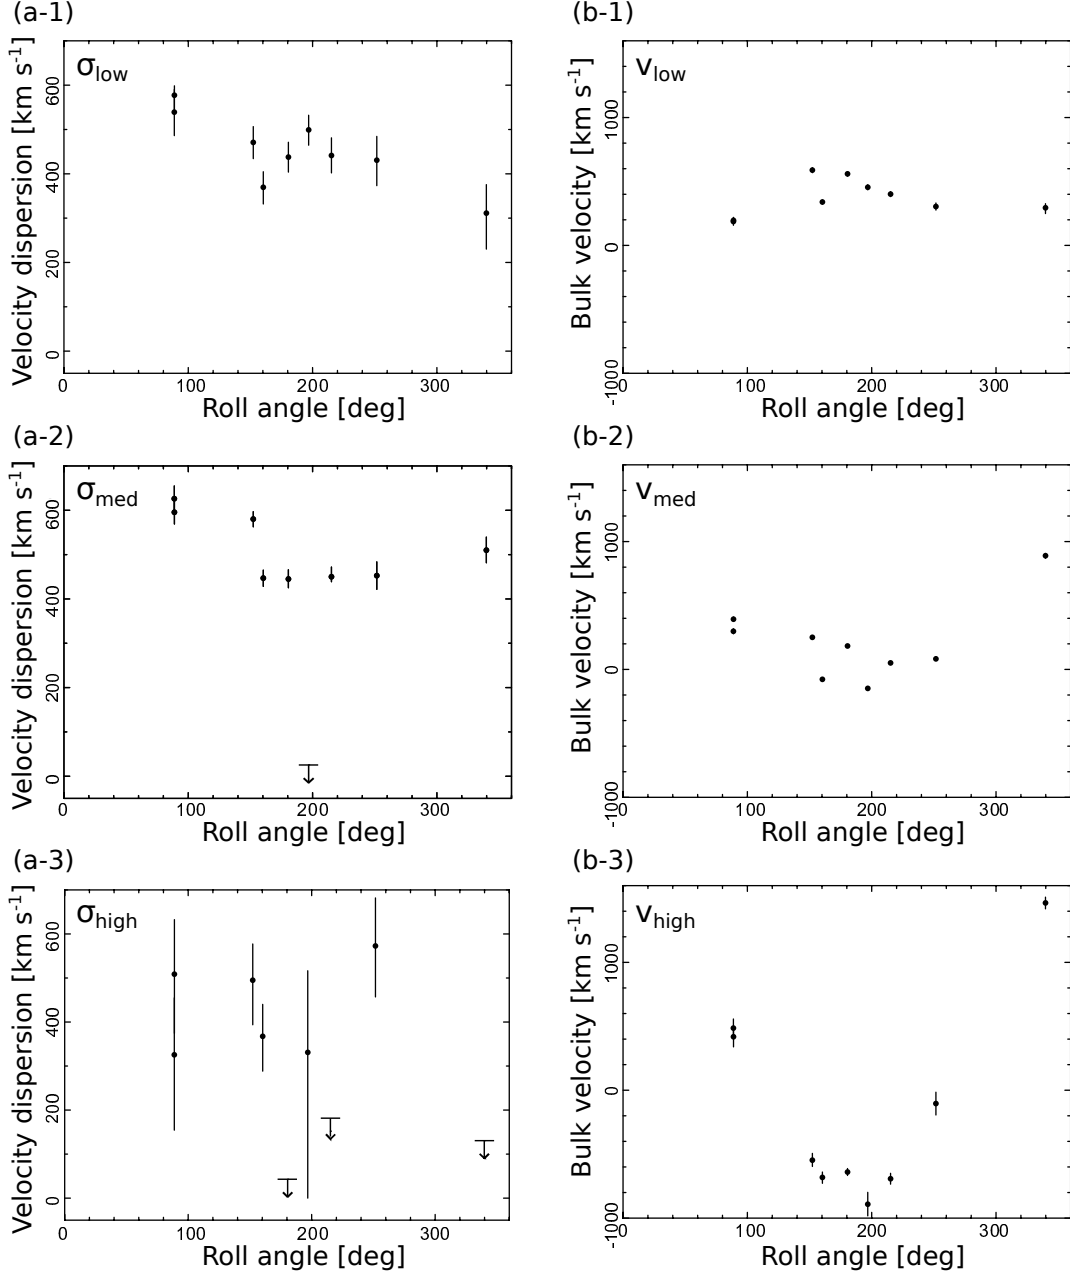 (a-1)
σlow
Velocity dispersion [km s-1]
0 200 400 600
0 100 200 300
Roll angle [deg]
(b-1)
vlow
Bulk velocity [km s-1]
-1000 0 1000
0 100 200 300
Roll angle [deg]
(a-2)
σmed
Velocity dispersion [km s-1]
0 200 400 600
0 100 200 300
Roll angle [deg]
(b-2)
vmed
Bulk velocity [km s-1]
-1000 0 1000
0 100 200 300
Roll angle [deg]
(a-3)
σhigh
Velocity dispersion [km s-1]
0 200 400 600
0 100 200 300
Roll angle [deg]
(b-3)
vhigh
Bulk velocity [km s-1]
-1000 0 1000
0 100 200 300
Roll angle [deg]